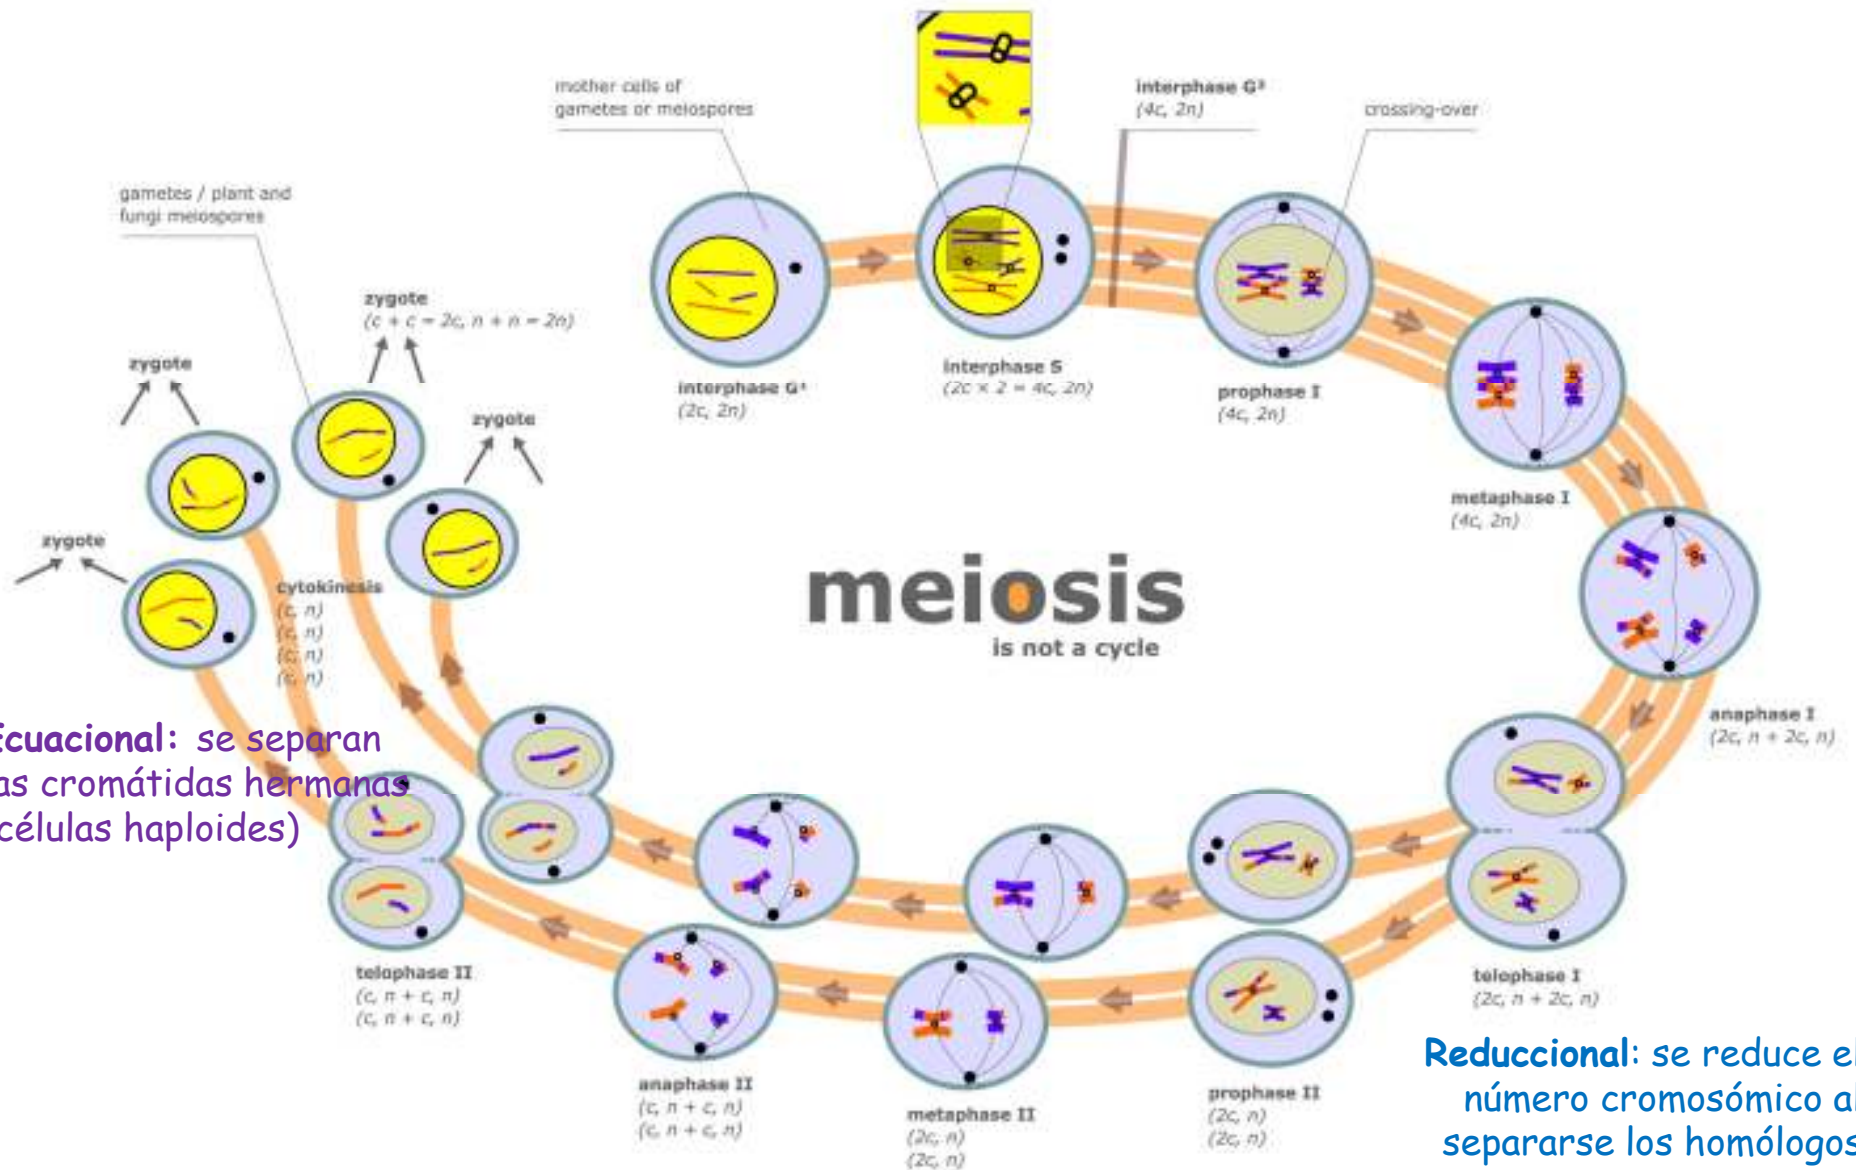 mother cells of
gametes or meiospores
interphase G²
(4c, 2n)
crossing-over
gametes / plant and
fungi meiospores
zygote
(c + c = 2c, n + n = 2n)
zygote
zygote
zygote
interphase G¹
(2c, 2n)
interphase S
(2c × 2 = 4c, 2n)
prophase I
(4c, 2n)
metaphase I
(4c, 2n)
meiosis
is not a cycle
cytokinesis
(c, n)
(c, n)
(c, n)
(c, n)
anaphase I
(2c, n + 2c, n)
Ecuacional: se separan
as cromátidas hermanas
células haploides)
telophase II
(c, n + c, n)
(c, n + c, n)
anaphase II
(c, n + c, n)
(c, n + c, n)
metaphase II
(2c, n)
(2c, n)
prophase II
(2c, n)
(2c, n)
telophase I
(2c, n + 2c, n)
Reduccional: se reduce el
número cromosómico al
separarse los homólogos